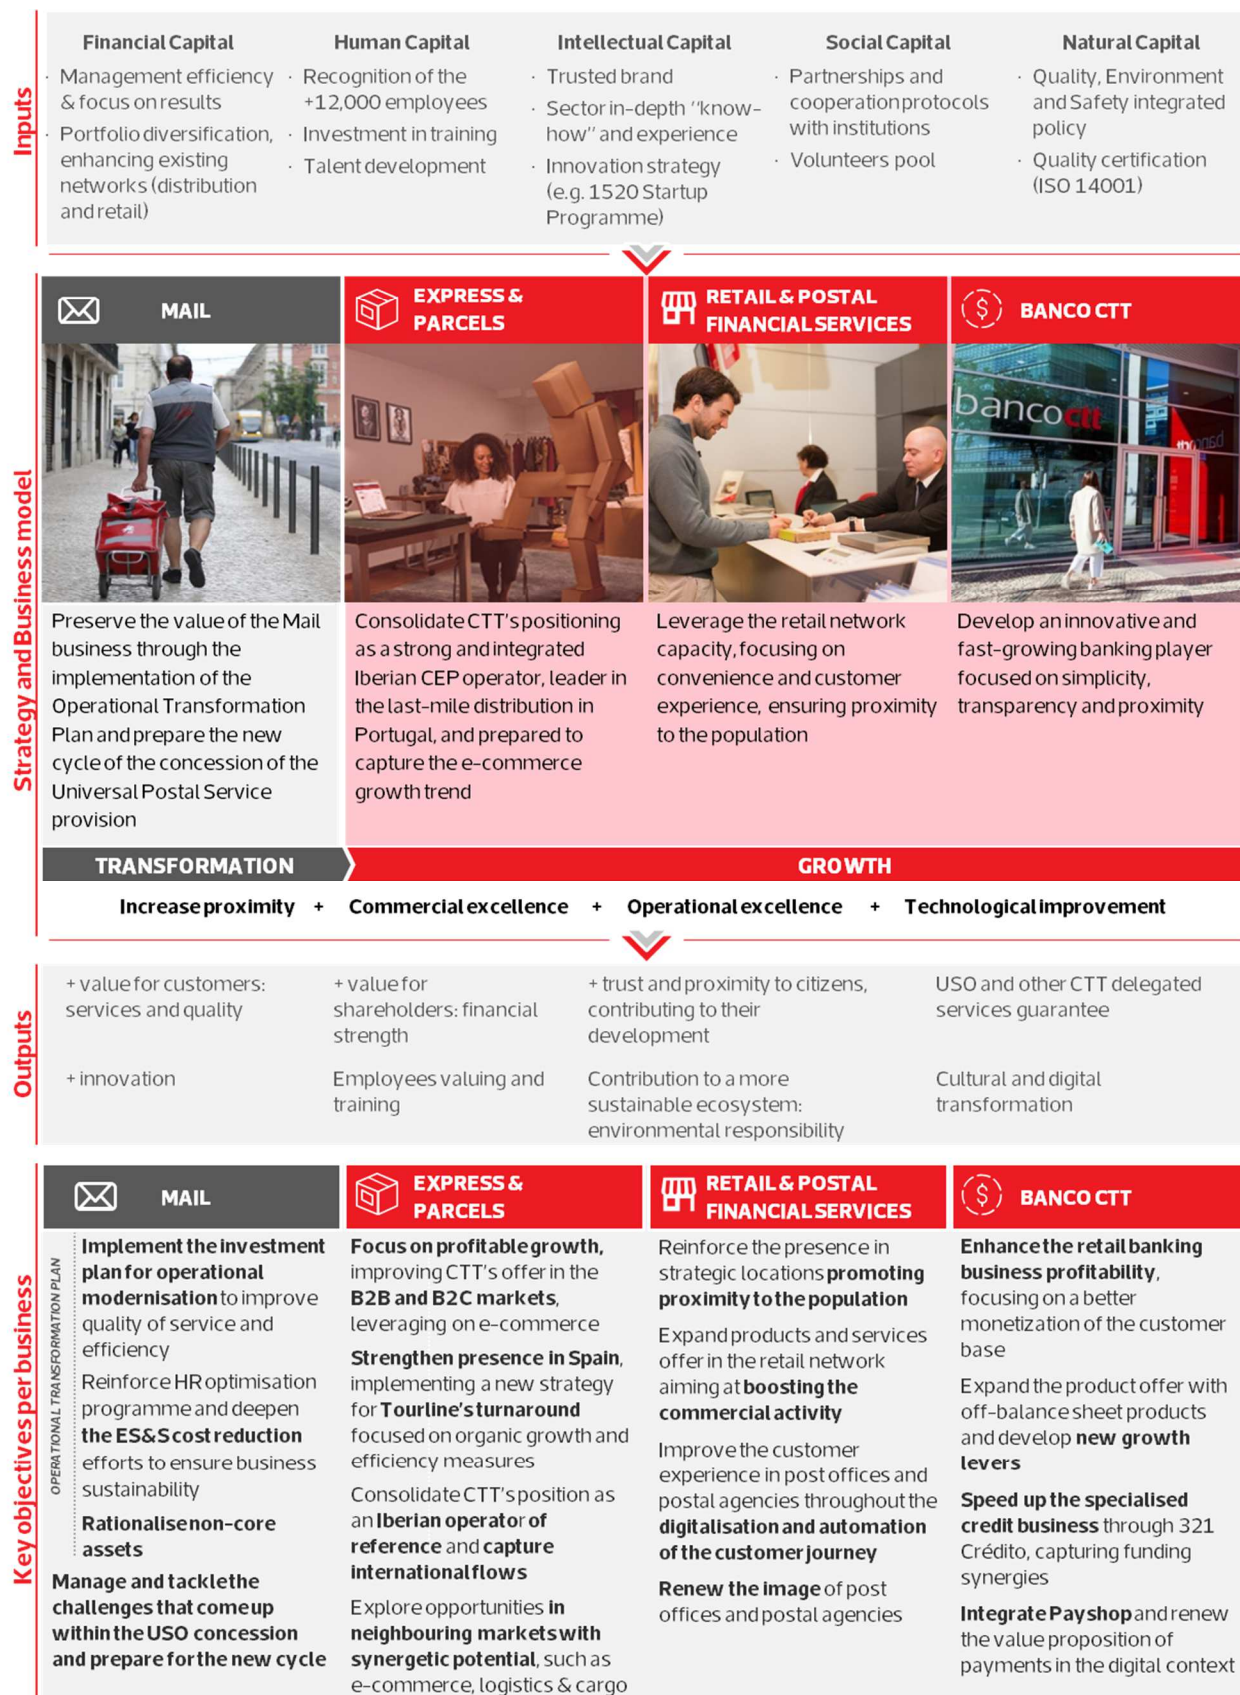 Inputs
Financial Capital
· Management efficiency
& focus on results
· Portfolio diversification,
enhancing existing
networks (distribution
and retail)
Human Capital
· Recognition of the
+12,000 employees
· Investment in training
· Talent development
Intellectual Capital
· Trusted brand
· Sector in-depth "know-
how" and experience
· Innovation strategy
(e.g. 1520 Startup
Programme)
Social Capital
· Partnerships and
cooperation protocols
with institutions
· Volunteers pool
Natural Capital
· Quality, Environment
and Safety integrated
policy
· Quality certification
(ISO 14001)
Strategy and Business model
MAIL
Preserve the value of the Mail
business through the
implementation of the
Operational Transformation
Plan and prepare the new
cycle of the concession of the
Universal Postal Service
provision
EXPRESS &
PARCELS
Consolidate CTT's positioning
as a strong and integrated
Iberian CEP operator, leader in
the last-mile distribution in
Portugal, and prepared to
capture the e-commerce
growth trend
RETAIL & POSTAL
FINANCIAL SERVICES
Leverage the retail network
capacity, focusing on
convenience and customer
experience, ensuring proximity
to the population
$ BANCO CTT
bancoctt
banco
Develop an innovative and
fast-growing banking player
focused on simplicity,
transparency and proximity
TRANSFORMATION
GROWTH
Increase proximity + Commercial excellence + Operational excellence + Technological improvement
Outputs
+ value for customers:
services and quality
+ value for
shareholders: financial
strength
+ trust and proximity to citizens,
contributing to their
development
USO and other CTT delegated
services guarantee
+ innovation
Employees valuing and
training
Contribution to a more
sustainable ecosystem:
environmental responsibility
Cultural and digital
transformation
Key objectives per business
MAIL
OPERATIONAL TRANSFORMATION PLAN
Implement the investment
plan for operational
modernisation to improve
quality of service and
efficiency
Reinforce HR optimisation
programme and deepen
the ES&S cost reduction
efforts to ensure business
sustainability
Rationalise non-core
assets
Manage and tackle the
challenges that come up
within the USO concession
and prepare for the new cycle
EXPRESS &
PARCELS
Focus on profitable growth,
improving CTT's offer in the
B2B and B2C markets,
leveraging on e-commerce
Strengthen presence in Spain,
implementing a new strategy
for Tourline's turnaround
focused on organic growth and
efficiency measures
Consolidate CTT's position as
an Iberian operator of
reference and capture
international flows
Explore opportunities in
neighbouring markets with
synergetic potential, such as
e-commerce, logistics & cargo
RETAIL & POSTAL
FINANCIAL SERVICES
Reinforce the presence in
strategic locations promoting
proximity to the population
Expand products and services
offer in the retail network
aiming at boosting the
commercial activity
Improve the customer
experience in post offices and
postal agencies throughout the
digitalisation and automation
of the customer journey
Renew the image of post
offices and postal agencies
$ BANCO CTT
Enhance the retail banking
business profitability,
focusing on a better
monetization of the customer
base
Expand the product offer with
off-balance sheet products
and develop new growth
levers
Speed up the specialised
credit business through 321
Crédito, capturing funding
synergies
Integrate Payshop and renew
the value proposition of
payments in the digital context